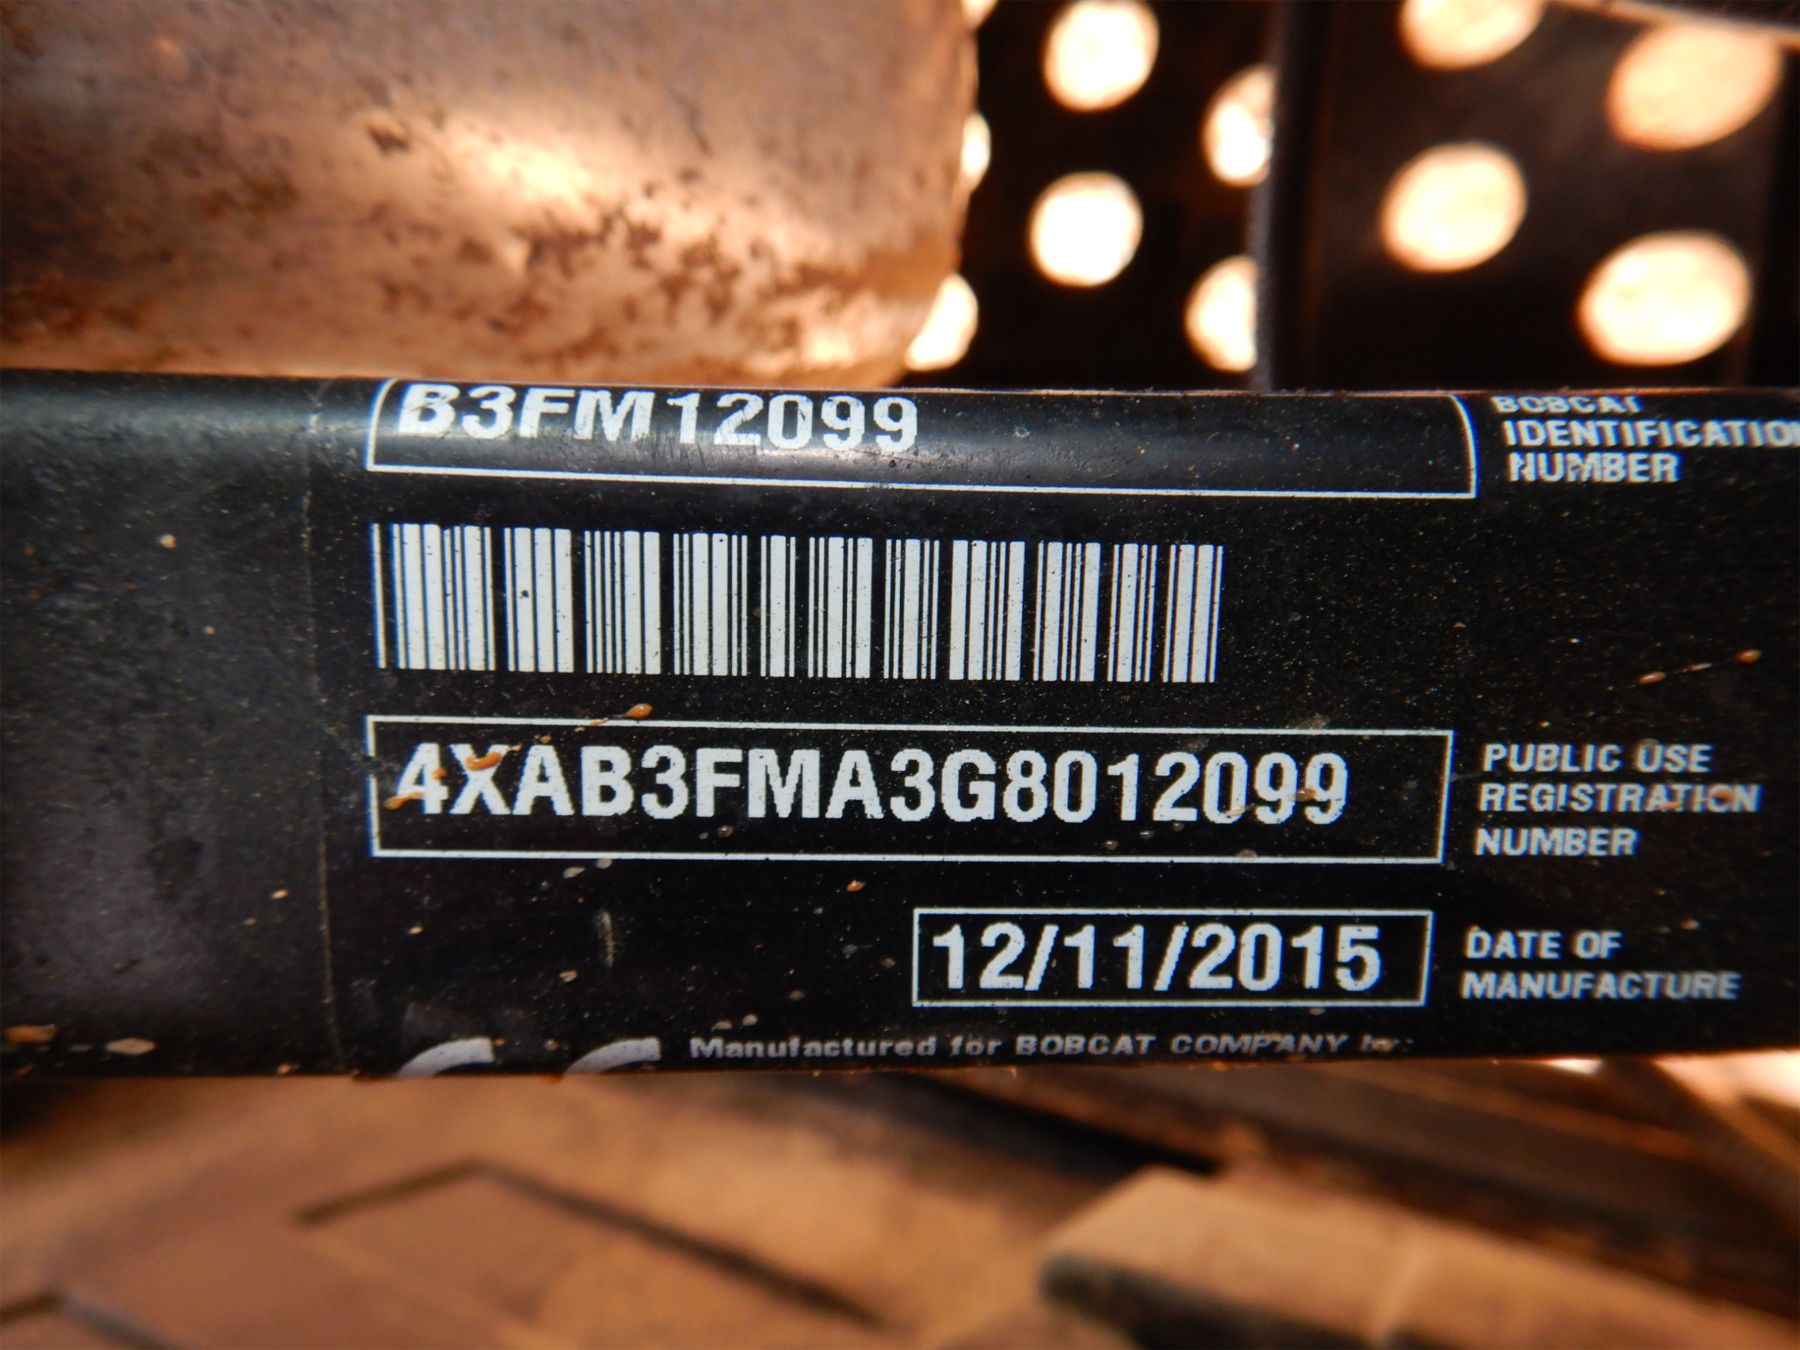 B3FM12099
BOBCAT
IDENTIFICATION
NUMBER
4XAB3FMA3G8012099
PUBLIC USE
REGISTRATION
NUMBER
12/11/2015
DATE OF
MANUFACTURE
Manufactured for BOBCAT COMPANY by: